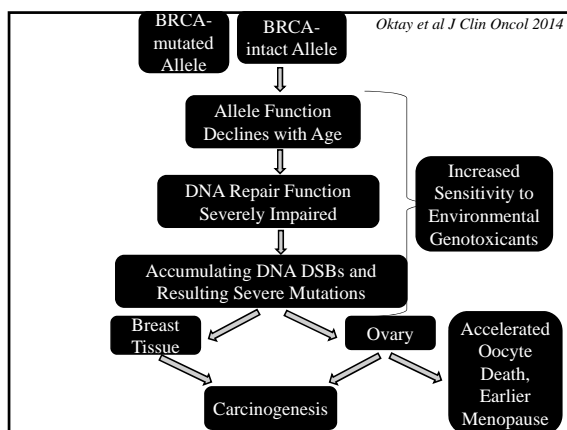 Oktay et al J Clin Oncol 2014
BRCA-
mutated
Allele
BRCA-
intact Allele
Allele Function
Declines with Age
DNA Repair Function
Severely Impaired
Increased
Sensitivity to
Environmental
Genotoxicants
Accumulating DNA DSBs and
Resulting Severe Mutations
Breast
Tissue
Ovary
Accelerated
Oocyte
Death,
Earlier
Menopause
Carcinogenesis